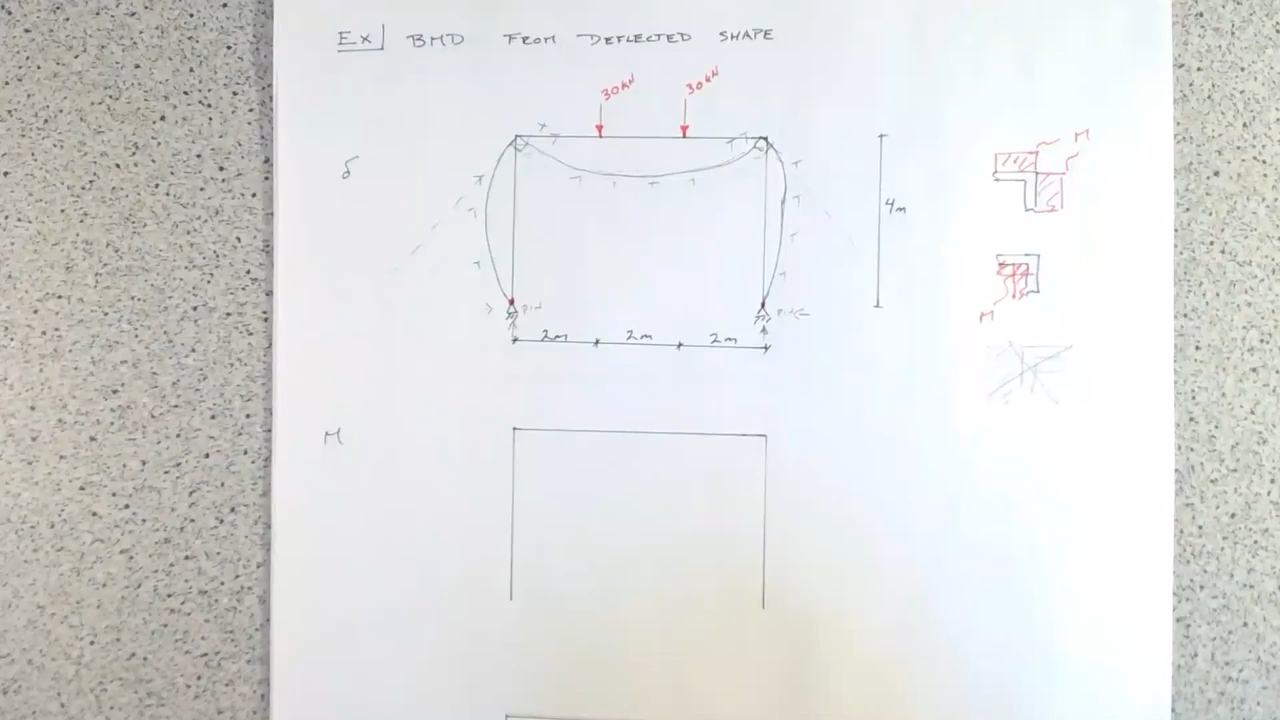 Ex BMD FROM DEFLECTED SHAPE
30kN 30kN
M
δ
4m
PIN PIN
M
2m 2m 2m
M